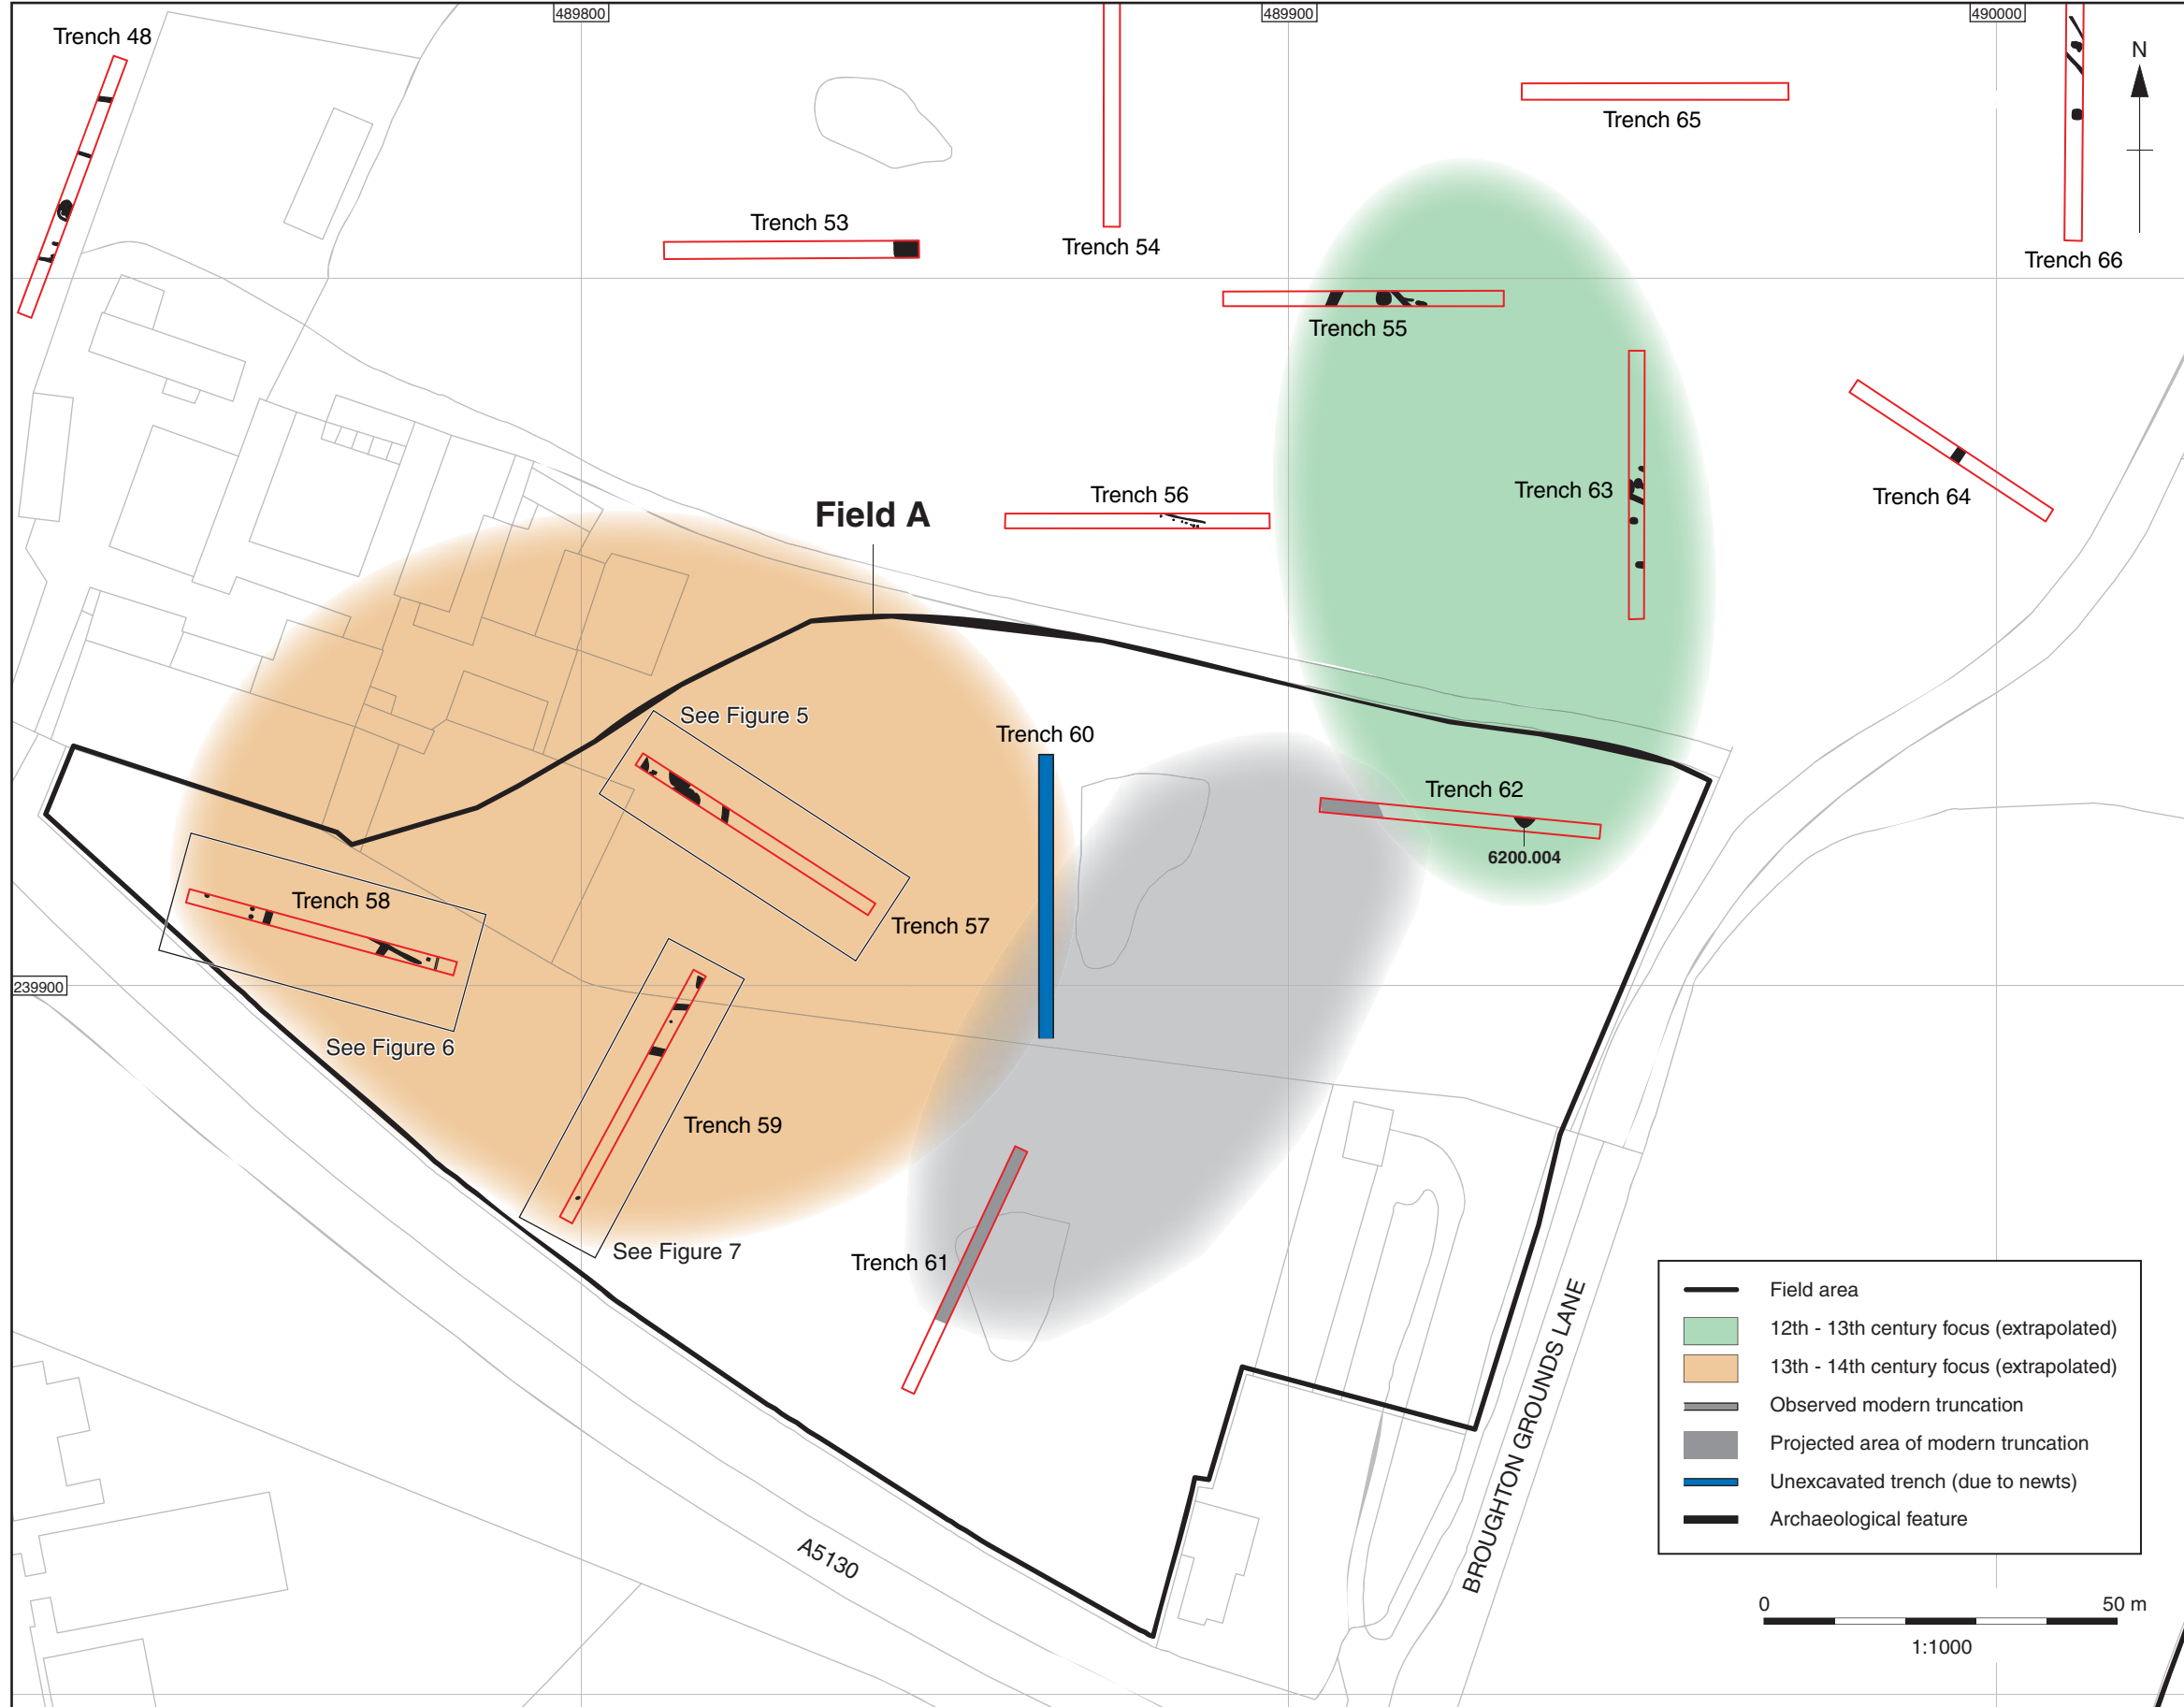 489800
489900
490000
Trench 48
N
Trench 65
Trench 53
Trench 54
Trench 66
Trench 55
Trench 63
Trench 56
Trench 64
Field A
See Figure 5
Trench 60
Trench 62
6200.004
Trench 58
Trench 57
239900
See Figure 6
Trench 59
See Figure 7
Trench 61
BROUGHTON GROUNDS LANE
A5130
Field area
12th - 13th century focus (extrapolated)
13th - 14th century focus (extrapolated)
Observed modern truncation
Projected area of modern truncation
Unexcavated trench (due to newts)
Archaeological feature
0
50 m
1:1000